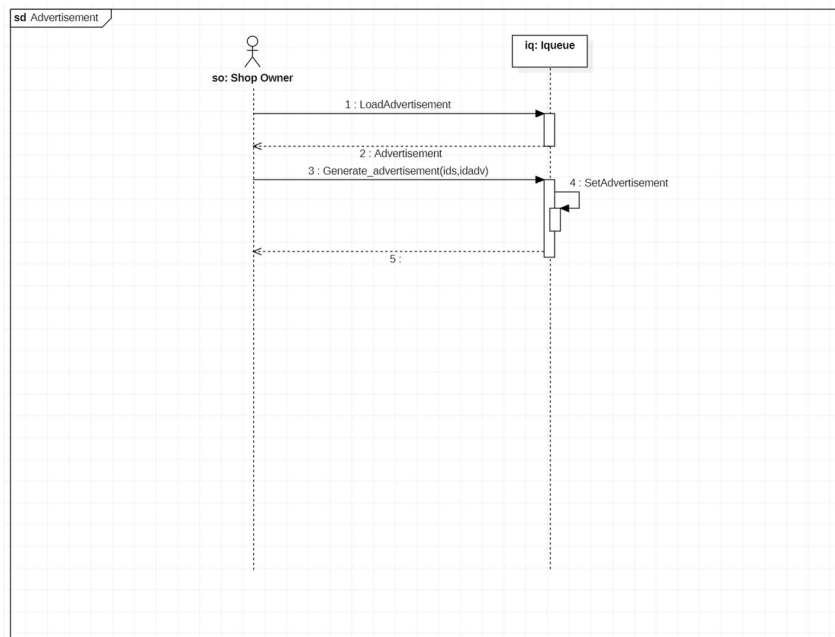 sd Advertisement
so: Shop Owner
iq: Iqueue
1 : LoadAdvertisement
2 : Advertisement
3 : Generate_advertisement(ids,idadv)
4 : SetAdvertisement
5 :